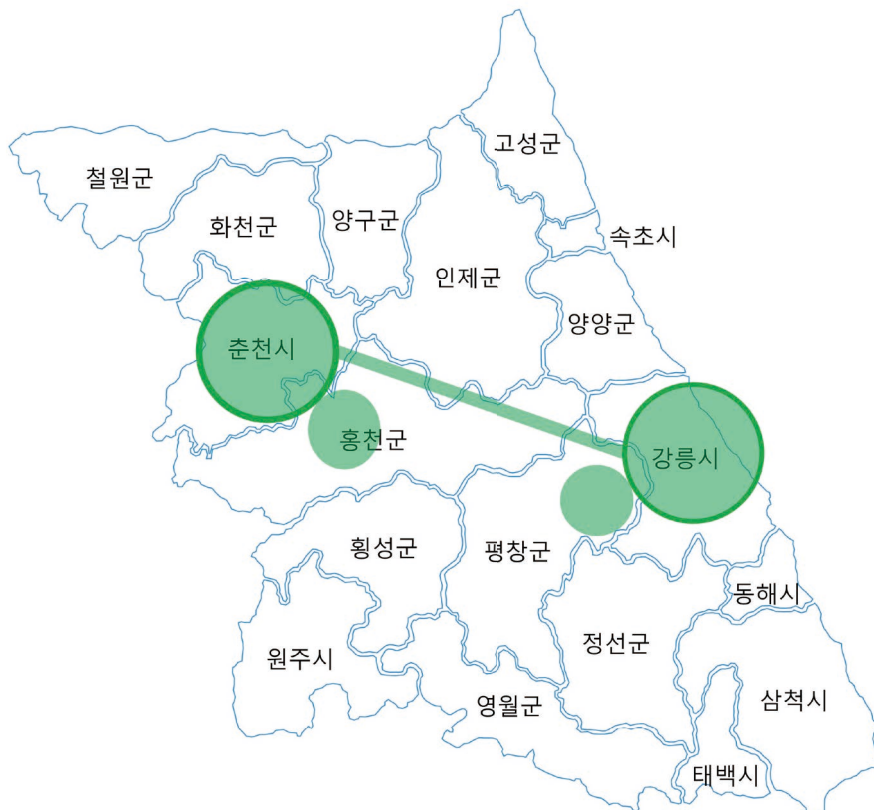 고성군
철원군
화천군
양구군
속초시
인제군
양양군
춘천시
홍천군
강릉시
횡성군
평창군
동해시
정선군
원주시
영월군
삼척시
태백시